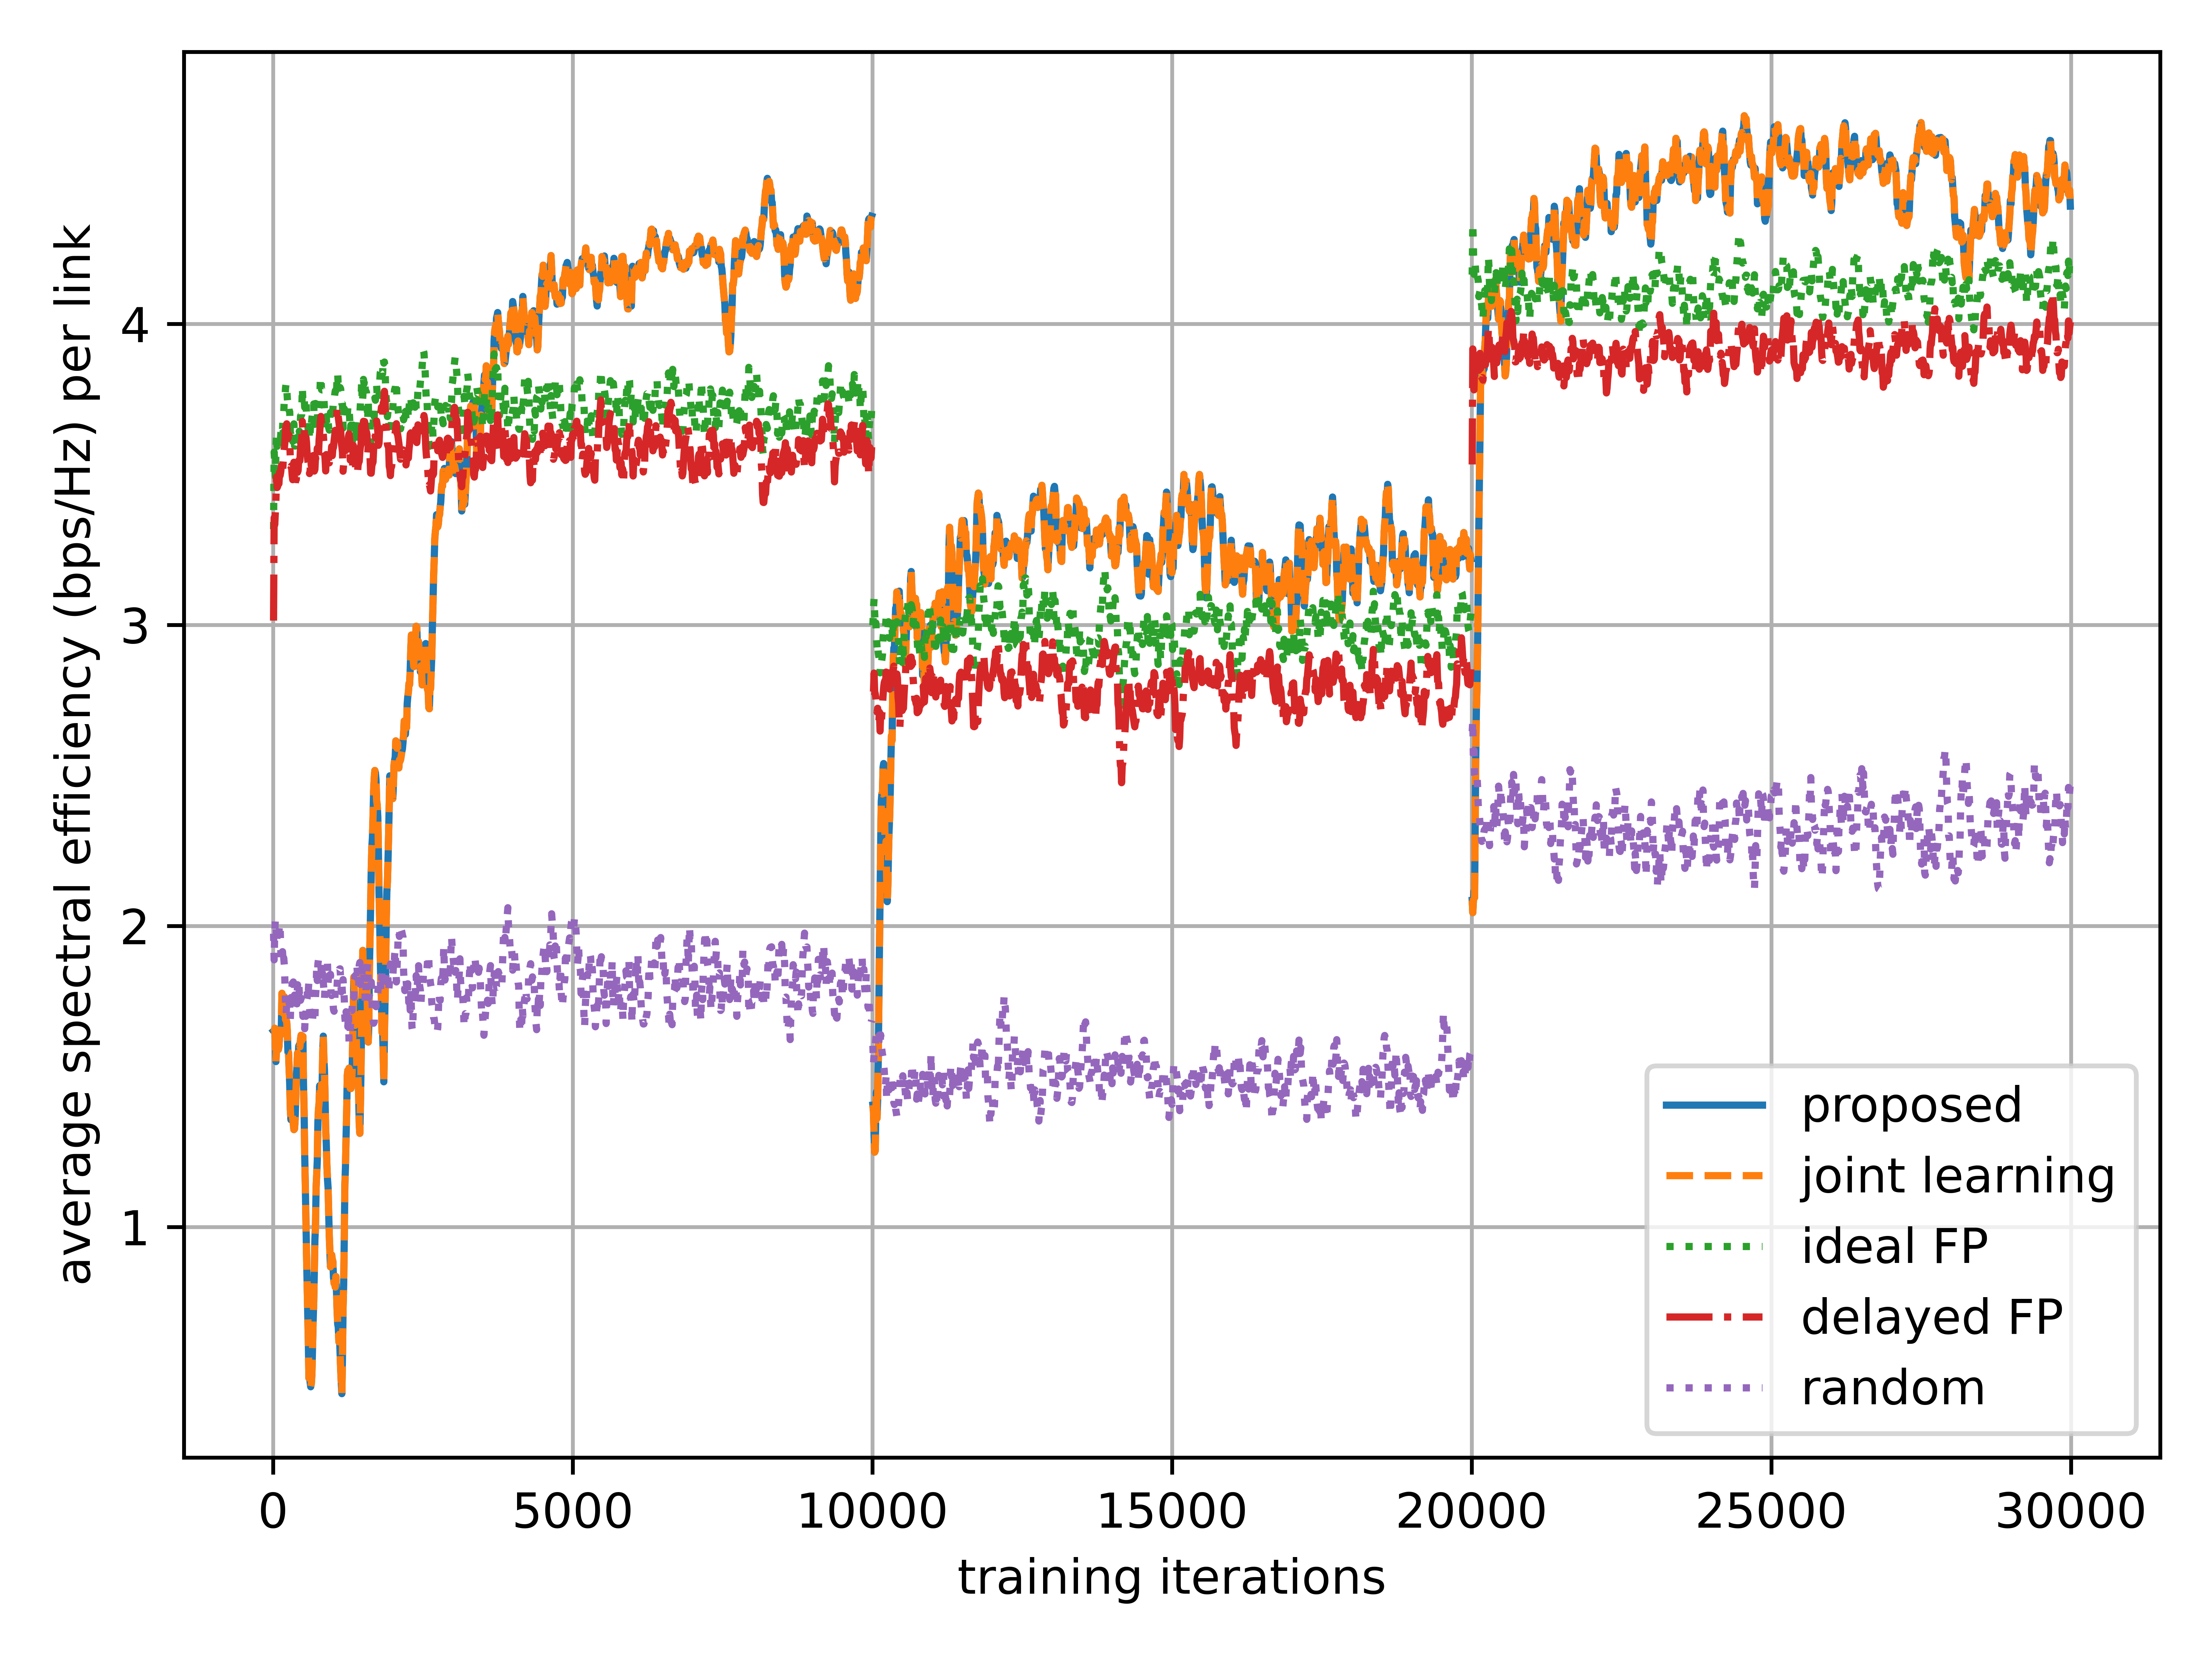 average spectral efficiency (bps/Hz) per link
4
3
2
1
proposed
joint learning
ideal FP
delayed FP
random
0 5000 10000 15000 20000 25000 30000
training iterations